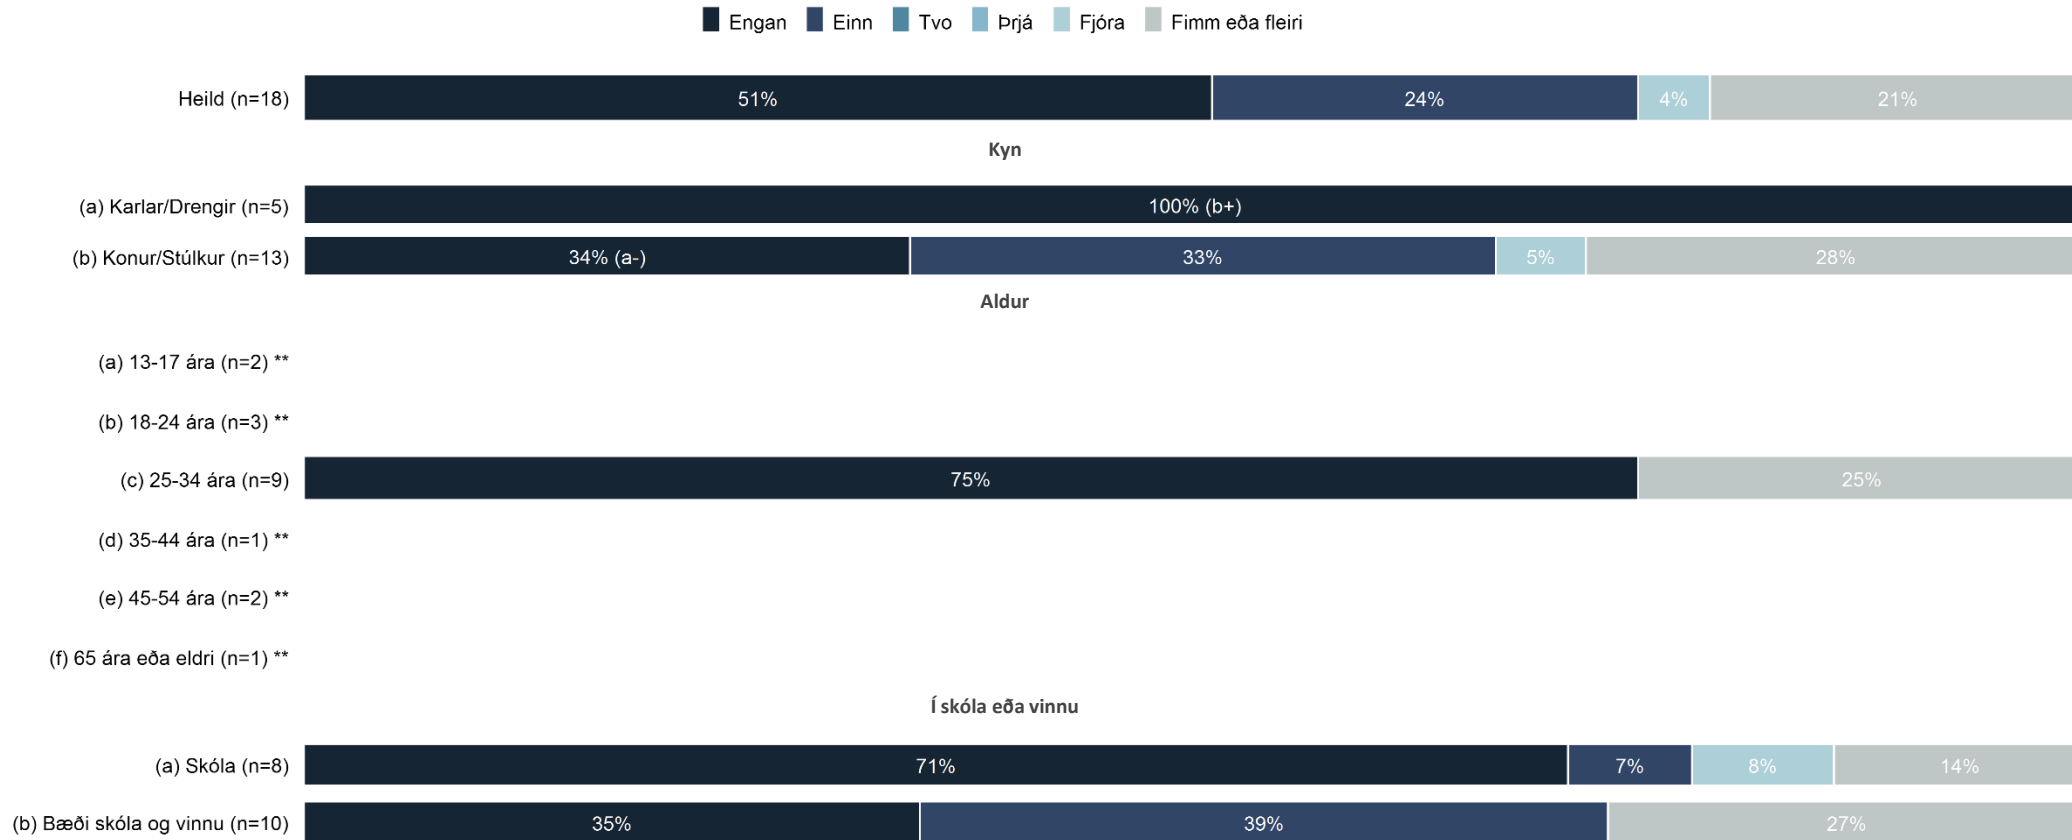 Engan Einn Tvo Þrjá Fjóra Fimm eða fleiri
Heild (n=18) 51% 24% 4% 21%
Kyn
(a) Karlar/Drengir (n=5) 100% (b+)
(b) Konur/Stúlkur (n=13) 34% (a-) 33% 5% 28%
Aldur
(a) 13-17 ára (n=2) **
(b) 18-24 ára (n=3) **
(c) 25-34 ára (n=9) 75% 25%
(d) 35-44 ára (n=1) **
(e) 45-54 ára (n=2) **
(f) 65 ára eða eldri (n=1) **
Í skóla eða vinnu
(a) Skóla (n=8) 71% 7% 8% 14%
(b) Bæði skóla og vinnu (n=10) 35% 39% 27%